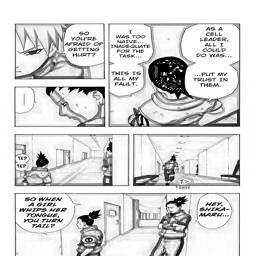 AS A
CELL
LEADER,
ALL I
COULD
DO WAS...
...PUT MY
TRUST IN
THEM.
I WAS
TOO
NAIVE...
INADEQUATE
FOR THE
TASK...
THIS IS
ALL MY
FAULT.
SO
YOU'RE
AFRAID OF
GETTING
HURT?
TEP
TEP
HEY,
SHIKA-
MARU...
SO WHEN
A GIRL
WHIPS HER
TONGUE,
YOU TURN
TAIL?